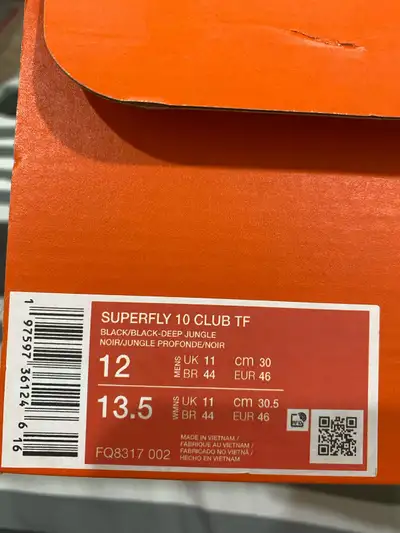 SUPERFLY 10 CLUB TF
BLACK/BLACK-DEEP JUNGLE
NOIR/JUNGLE PROFONDE/NOIR
12 MENS UK 11 cm 30
BR 44 EUR 46
13.5 WMNS UK 11 cm 30.5
BR 44 EUR 46
FQ8317 002
MADE IN VIETNAM /
FABRIQUE AU VIETNAM /
FABRICADO NO VIETNÃ /
HECHO EN VIETNAM
1 97597 36124 6 16